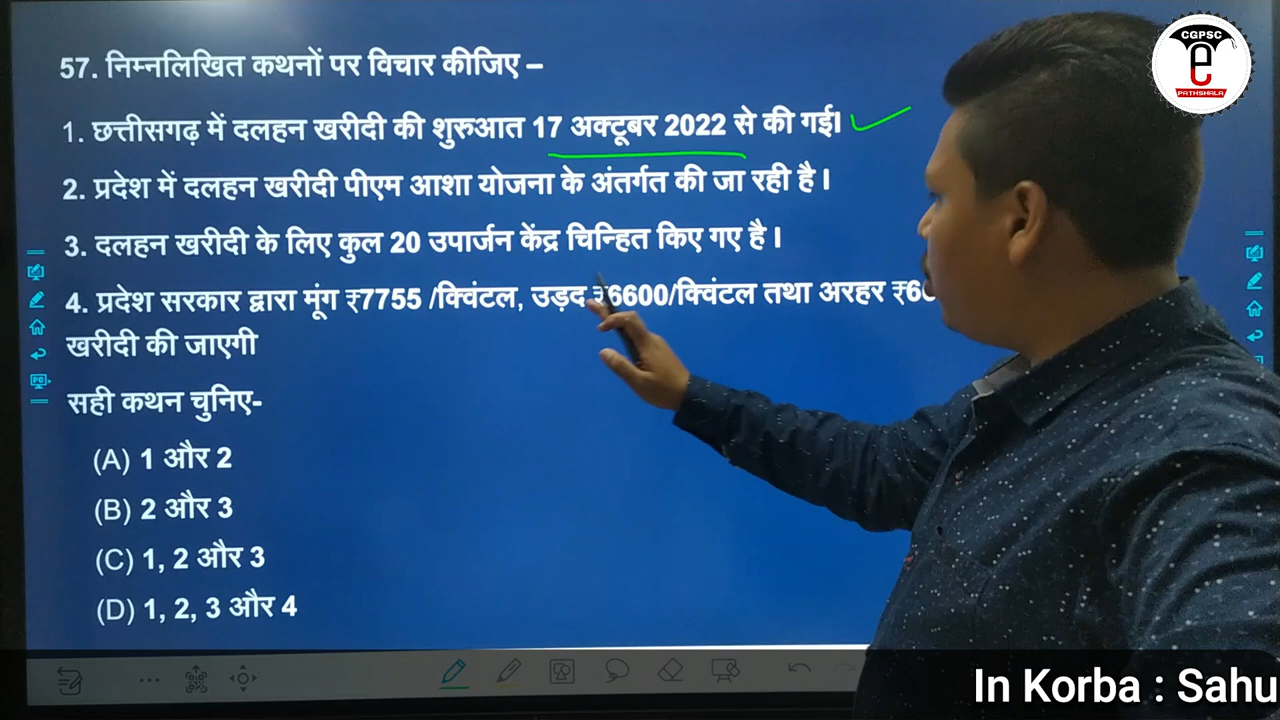 57. निम्नलिखित कथनों पर विचार कीजिए –
1. छत्तीसगढ़ में दलहन खरीदी की शुरुआत 17 अक्टूबर 2022 से की गई।
2. प्रदेश में दलहन खरीदी पीएम आशा योजना के अंतर्गत की जा रही है ।
3. दलहन खरीदी के लिए कुल 20 उपार्जन केंद्र चिन्हित किए गए है ।
4. प्रदेश सरकार द्वारा मूंग ₹7755 /क्विंटल, उड़द ₹6600/क्विंटल तथा अरहर
खरीदी की जाएगी
सही कथन चुनिए-
(A) 1 और 2
(B) 2 और 3
(C) 1, 2 और 3
(D) 1, 2, 3 और 4
CGPSC
e
PATHSHALA
In Korba : Sahu